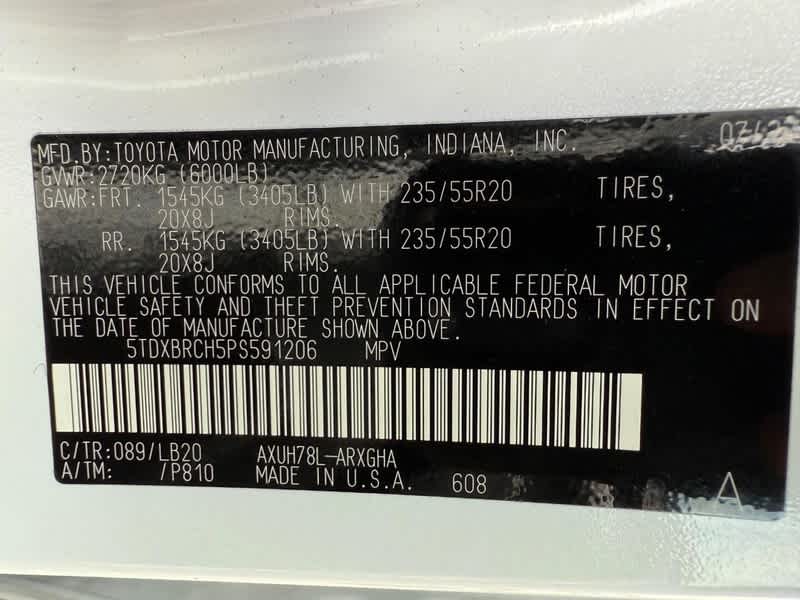 MFD.BY:TOYOTA MOTOR MANUFACTURING, INDIANA, INC.
GVWR:2720KG (6000LB)
GAWR:FRT. 1545KG (3405LB) WITH 235/55R20 TIRES,
20X8J RIMS.
RR. 1545KG (3405LB) WITH 235/55R20 TIRES,
20X8J RIMS.
THIS VEHICLE CONFORMS TO ALL APPLICABLE FEDERAL MOTOR
VEHICLE SAFETY AND THEFT PREVENTION STANDARDS IN EFFECT ON
THE DATE OF MANUFACTURE SHOWN ABOVE.
5TDXBRCH5PS591206 MPV
C/TR:089/LB20 AXUH78L-ARXGHA
A/TM: /P810 MADE IN U.S.A. 608 A